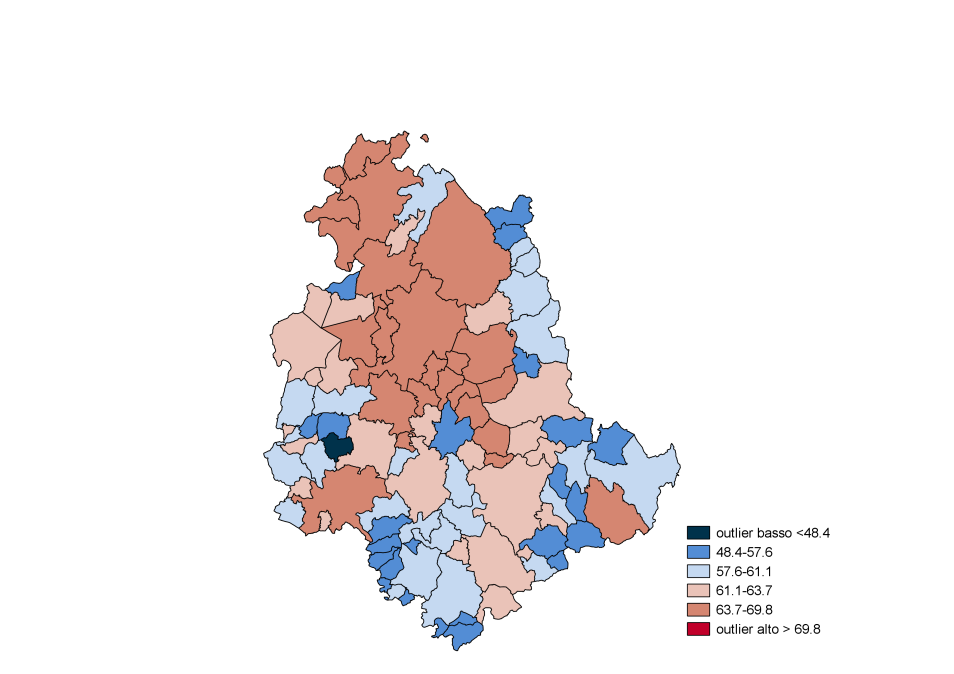 outlier basso <48.4
48.4-57.6
57.6-61.1
61.1-63.7
63.7-69.8
outlier alto > 69.8